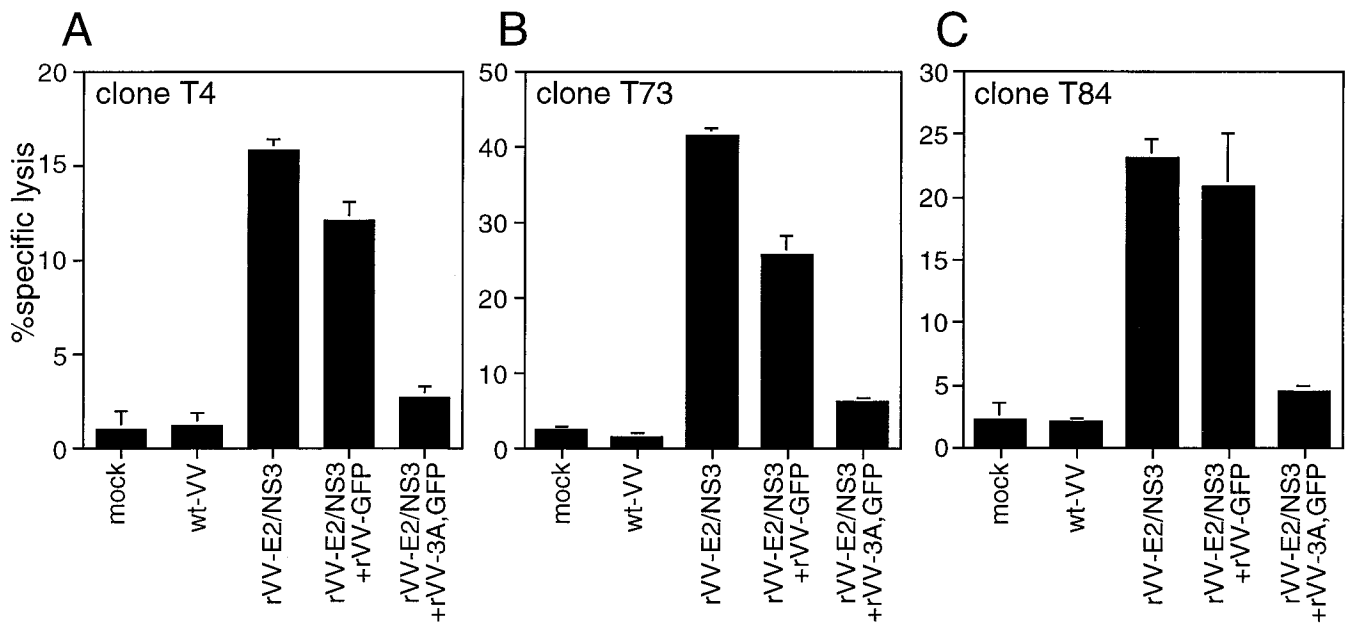 A
B
C
%specific lysis
20
15
10
5
0
clone T4
mock
wt-VV
rVV-E2/NS3
rVV-E2/NS3
+rVV-GFP
rVV-E2/NS3
+rVV-3A,GFP
50
40
30
20
10
0
clone T73
mock
wt-VV
rVV-E2/NS3
rVV-E2/NS3
+rVV-GFP
rVV-E2/NS3
+rVV-3A,GFP
30
25
20
15
10
5
0
clone T84
mock
wt-VV
rVV-E2/NS3
rVV-E2/NS3
+rVV-GFP
rVV-E2/NS3
+rVV-3A,GFP